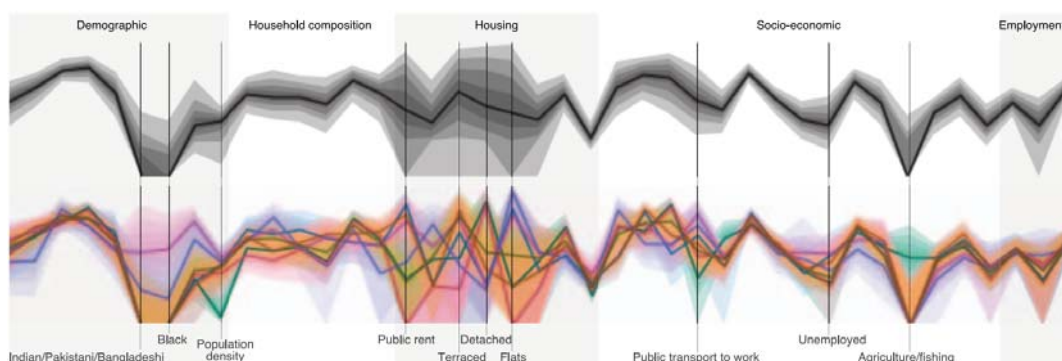 Demographic Household composition Housing Socio-economic Employment
Black Population density Public rent Detached Unemployed
Indian/Pakistani/Bangladeshi Terraced Flats Public transport to work Agriculture/fishing